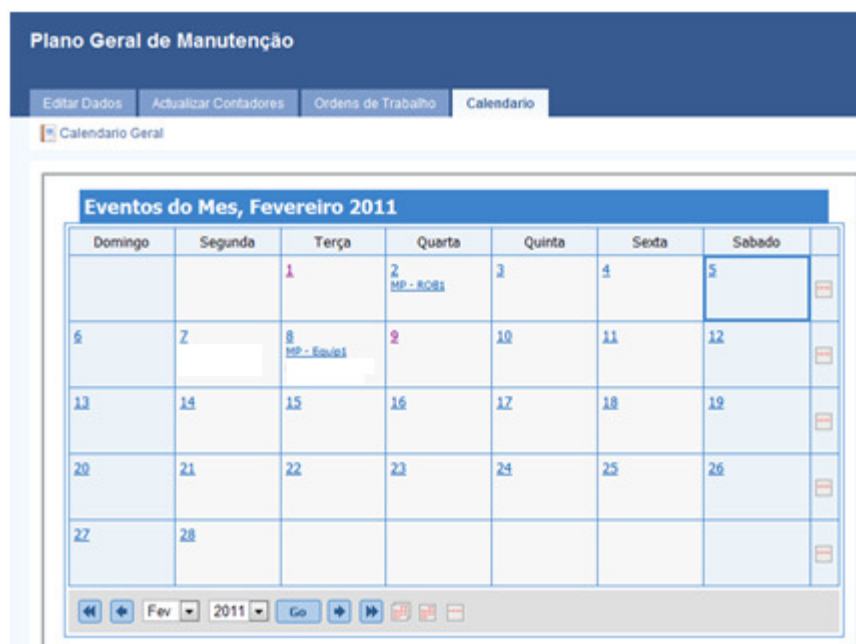 Plano Geral de Manutenção
Editar Dados Actualizar Contadores Ordens de Trabalho Calendario
Calendario Geral
Eventos do Mes, Fevereiro 2011
Domingo Segunda Terça Quarta Quinta Sexta Sabado
1 2 3 4 5
MP - ROB1
6 7 8 9 10 11 12
MP - Equip1
13 14 15 16 17 18 19
20 21 22 23 24 25 26
27 28
Fev 2011 Go